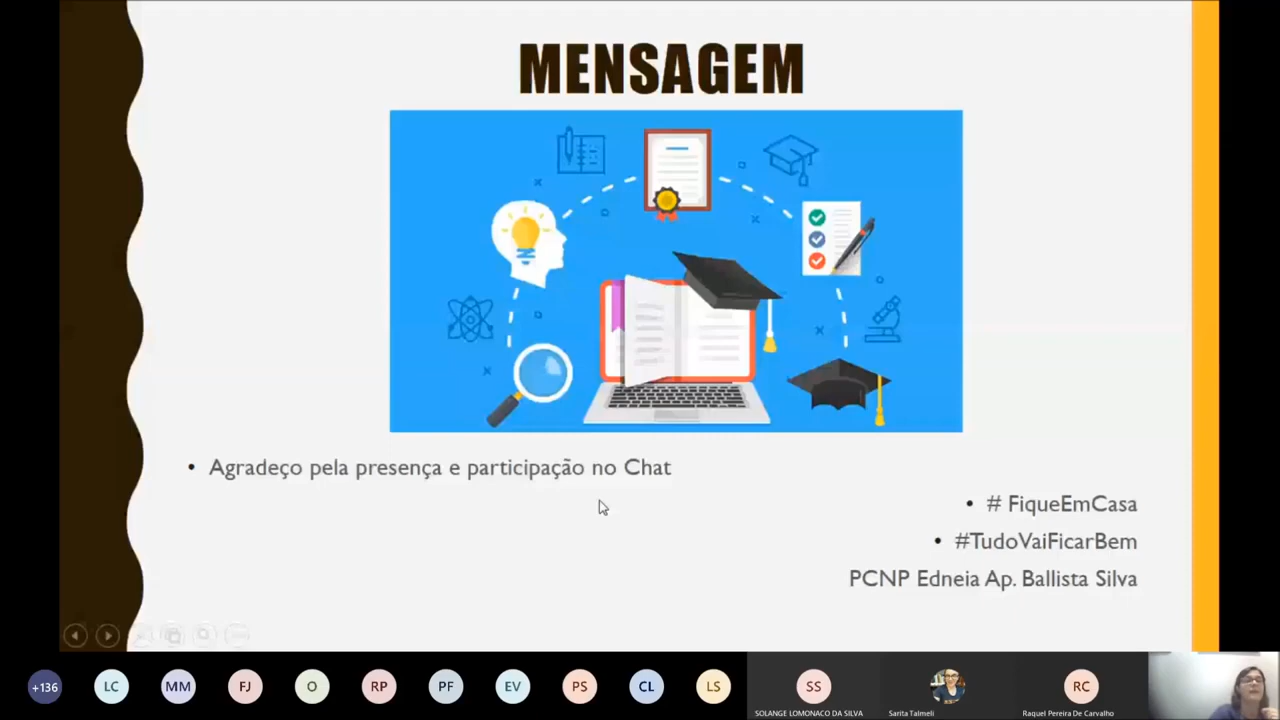 MENSAGEM
• Agradeço pela presença e participação no Chat
• # FiqueEmCasa
• #TudoVaiFicarBem
PCNP Edneia Ap. Ballista Silva
+136
LC
MM
FJ
O
RP
PF
EV
PS
CL
LS
SS
RC
SOLANGE LOMONACO DA SILVA
Sarita Talmeli
Raquel Pereira De Carvalho